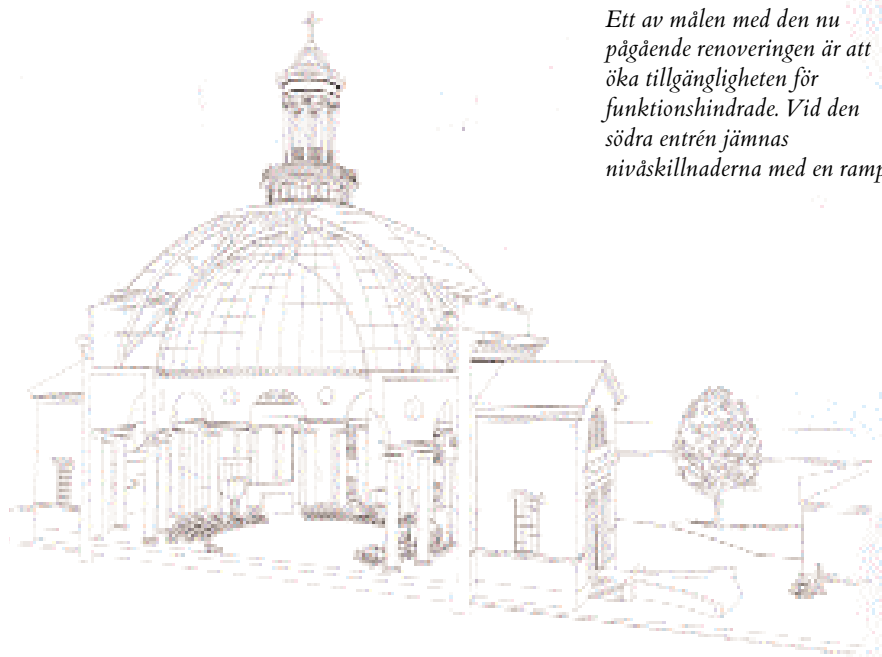 Ett av målen med den nu
pågående renoveringen är att
öka tillgängligheten för
funktionshindrade. Vid den
södra entrén jämnas
nivåskillnaderna med en ramp